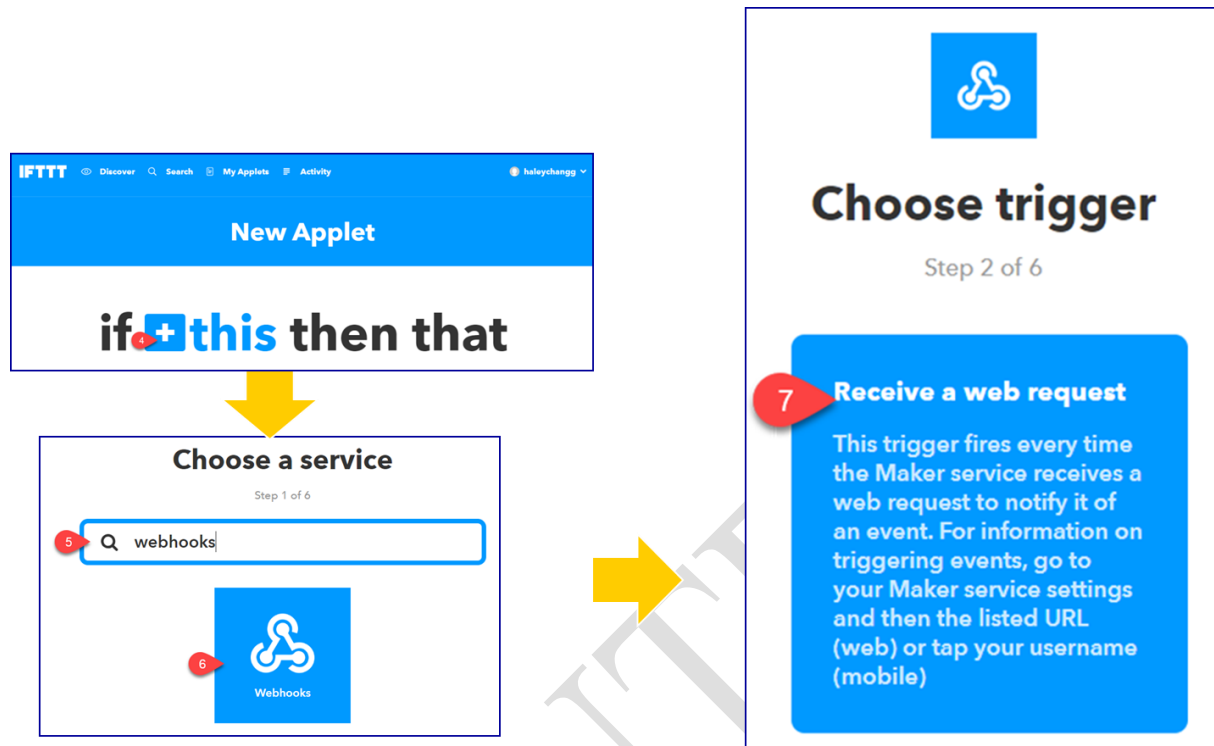 IFTTT Discover Search My Applets Activity haleychangg
New Applet
if + this then that
4
Choose a service
Step 1 of 6
5 webhooks
6
Webhooks
Choose trigger
Step 2 of 6
7 Receive a web request
This trigger fires every time
the Maker service receives a
web request to notify it of
an event. For information on
triggering events, go to
your Maker service settings
and then the listed URL
(web) or tap your username
(mobile)